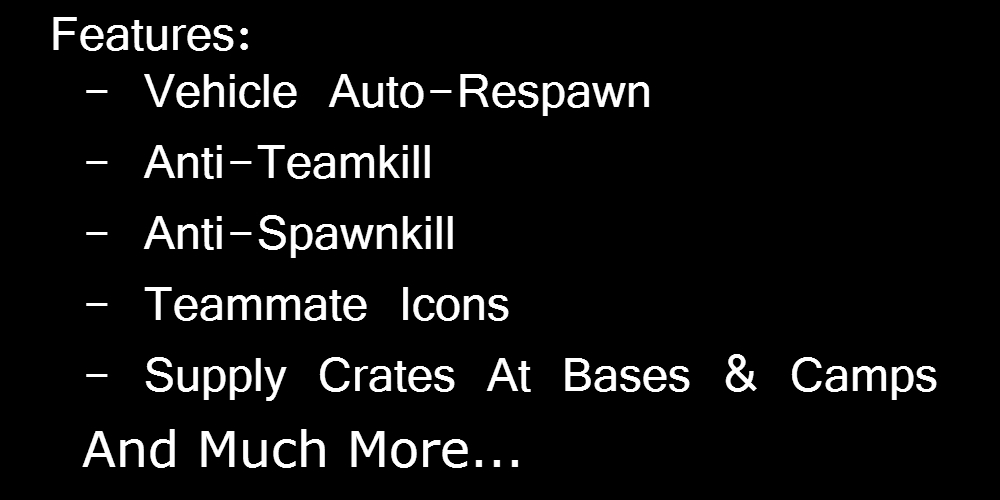 Features:
- Vehicle Auto-Respawn
- Anti-Teamkill
- Anti-Spawnkill
- Teammate Icons
- Supply Crates At Bases & Camps
And Much More...